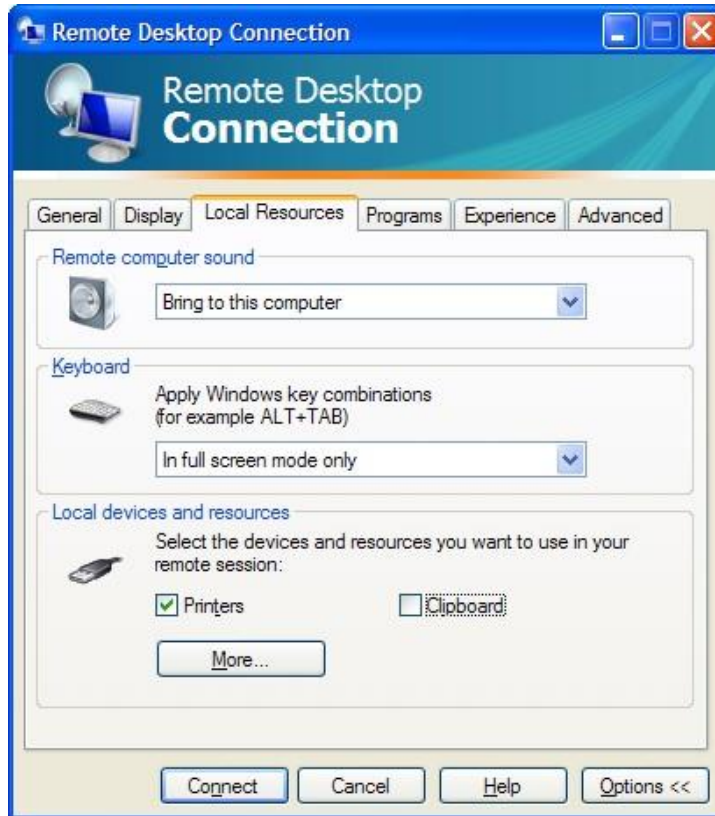 Remote Desktop Connection
Remote Desktop
Connection
General Display Local Resources Programs Experience Advanced
Remote computer sound
Bring to this computer
Keyboard
Apply Windows key combinations
(for example ALT+TAB)
In full screen mode only
Local devices and resources
Select the devices and resources you want to use in your
remote session:
Printers Clipboard
More...
Connect Cancel Help Options <<